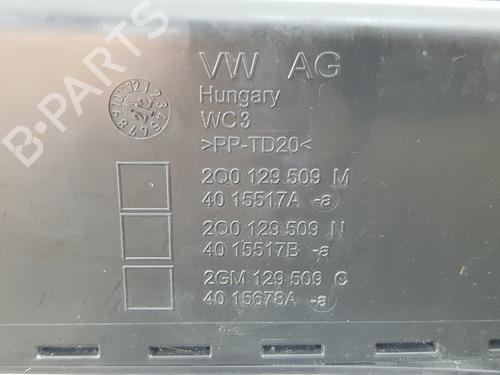 VW AG
Hungary
WC3
>PP-TD20<
2Q0 129 509 M
40 15517A -a
2Q0 129 509 N
40 15517B -a
2GM 129 509 C
40 15678A -a
B-PARTS